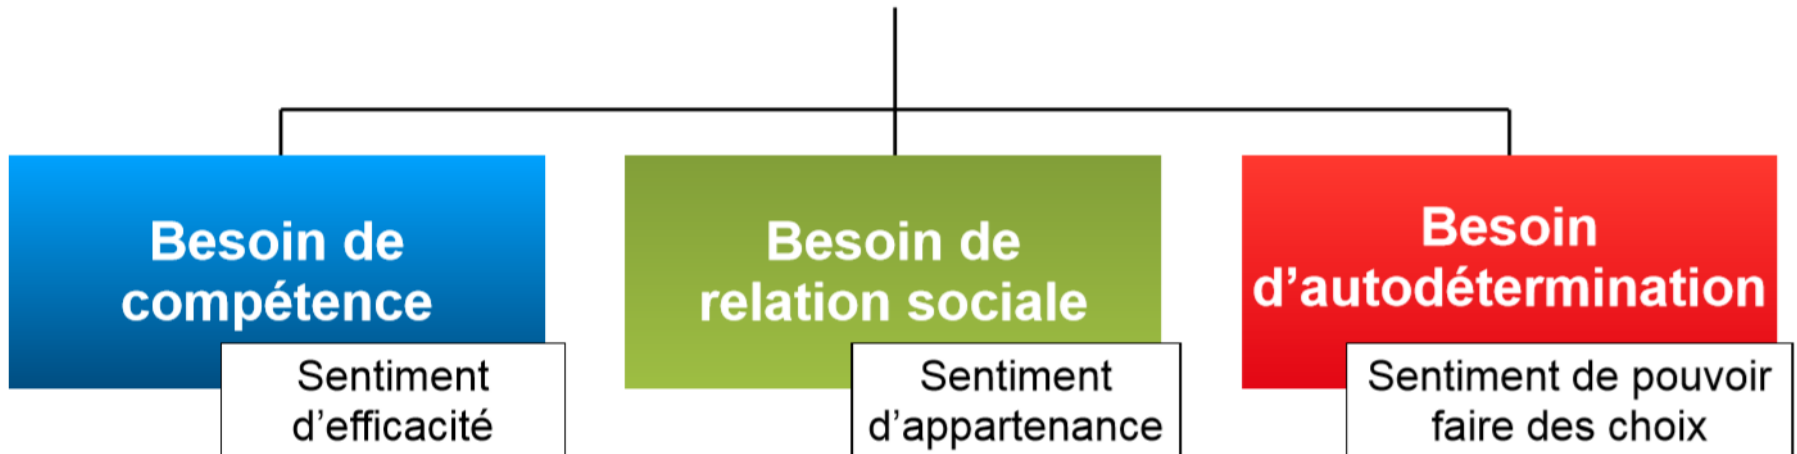 Besoin de
compétence
Sentiment
d’efficacité
Besoin de
relation sociale
Sentiment
d’appartenance
Besoin
d’autodétermination
Sentiment de pouvoir
faire des choix